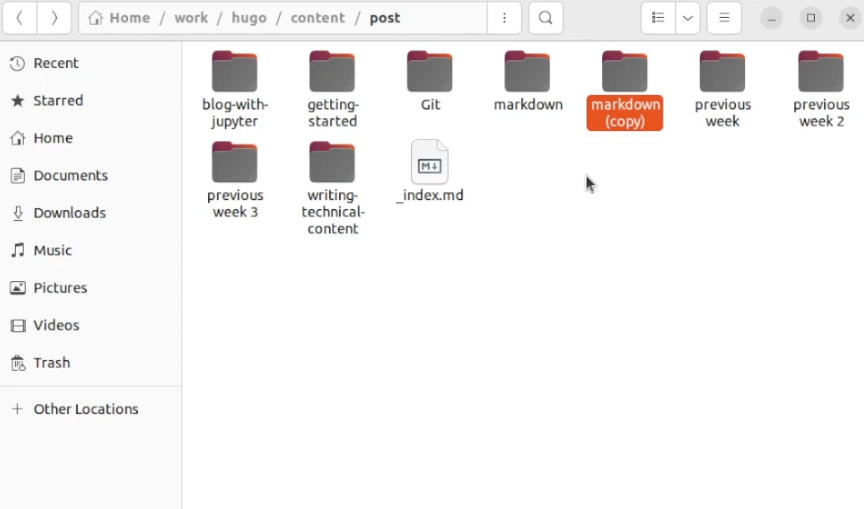 Home / work / hugo / content / post
Recent
Starred
Home
Documents
Downloads
Music
Pictures
Videos
Trash
+ Other Locations
blog-with-
jupyter
getting-
started
Git
markdown
markdown
(copy)
previous
week
previous
week 2
previous
week 3
writing-
technical-
content
M↓
_index.md